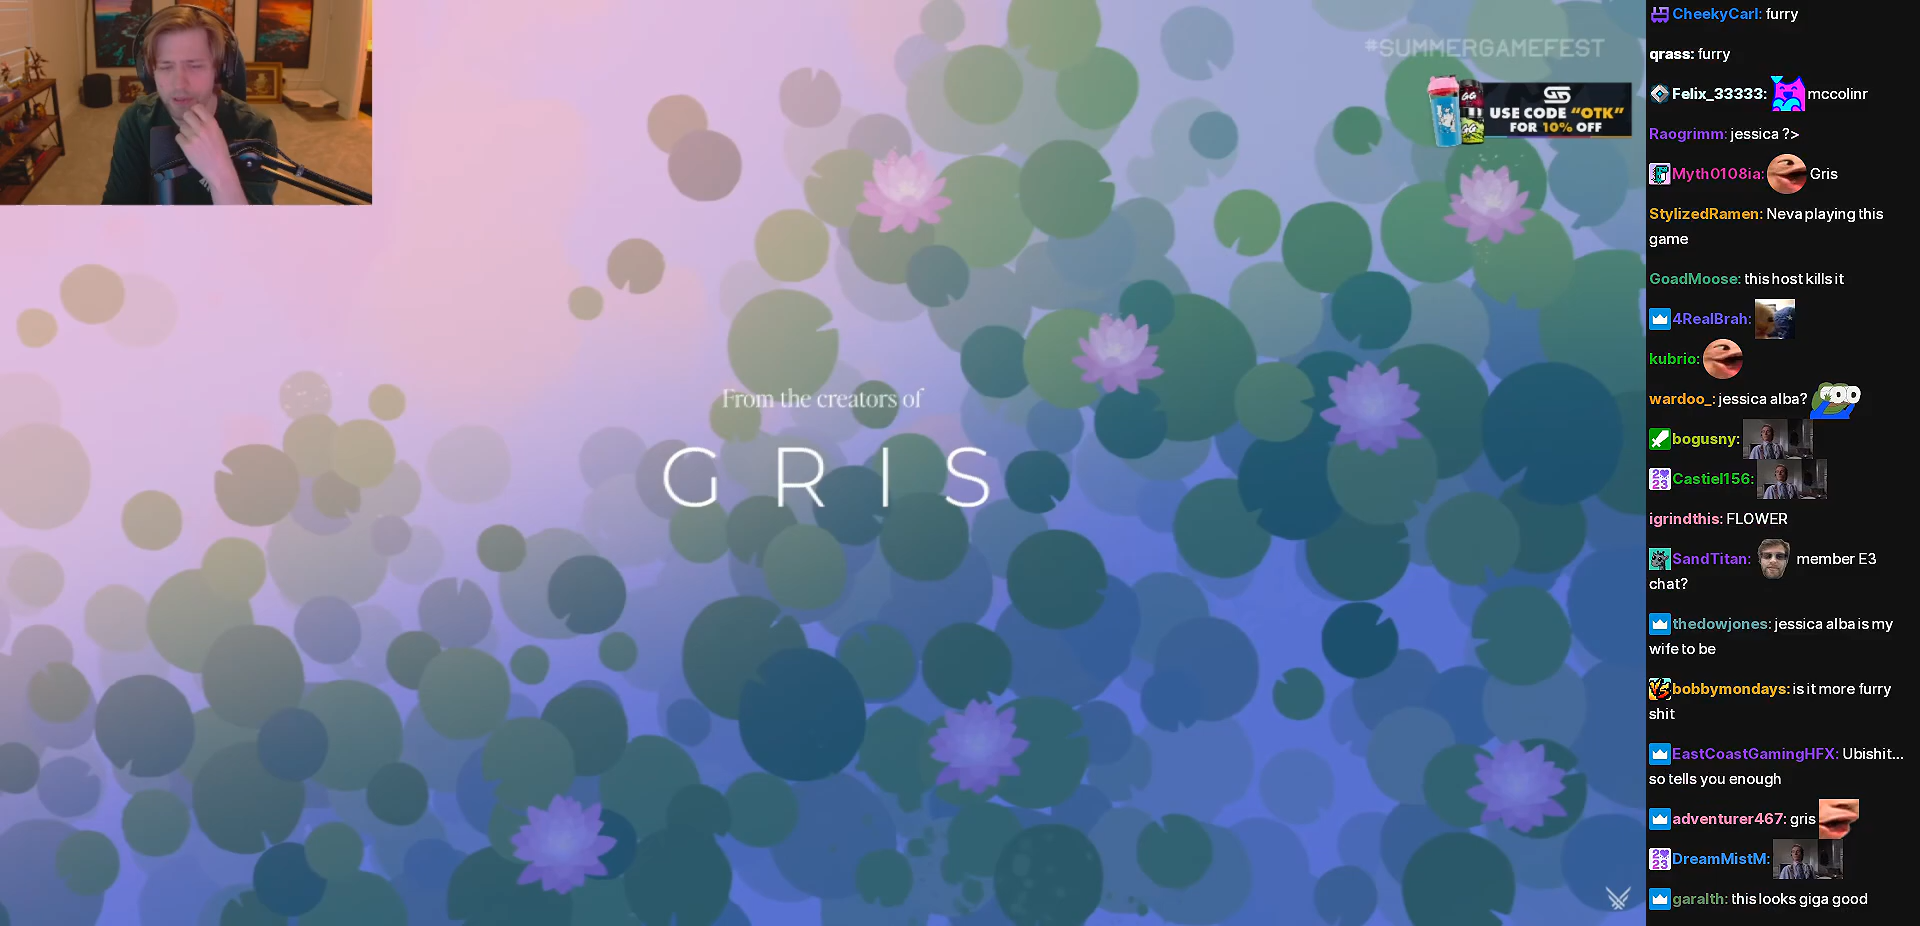 #SUMMERGAMEFEST
GG
GG
USE CODE "OTK"
FOR 10% OFF
From the creators of
GRIS
CheekyCarl: furry
qrass: furry
Felix_33333: mccolinr
Raogrimm: jessica ?>
Myth0108ia: Gris
StylizedRamen: Neva playing this
game
GoadMoose: this host kills it
4RealBrah:
kubrio:
wardoo_: jessica alba?
bogusny:
Castiel156:
igrindthis: FLOWER
SandTitan: member E3
chat?
thedowjones: jessica alba is my
wife to be
bobbymondays: is it more furry
shit
EastCoastGamingHFX: Ubishit...
so tells you enough
adventurer467: gris
DreamMistM:
garalth: this looks giga good